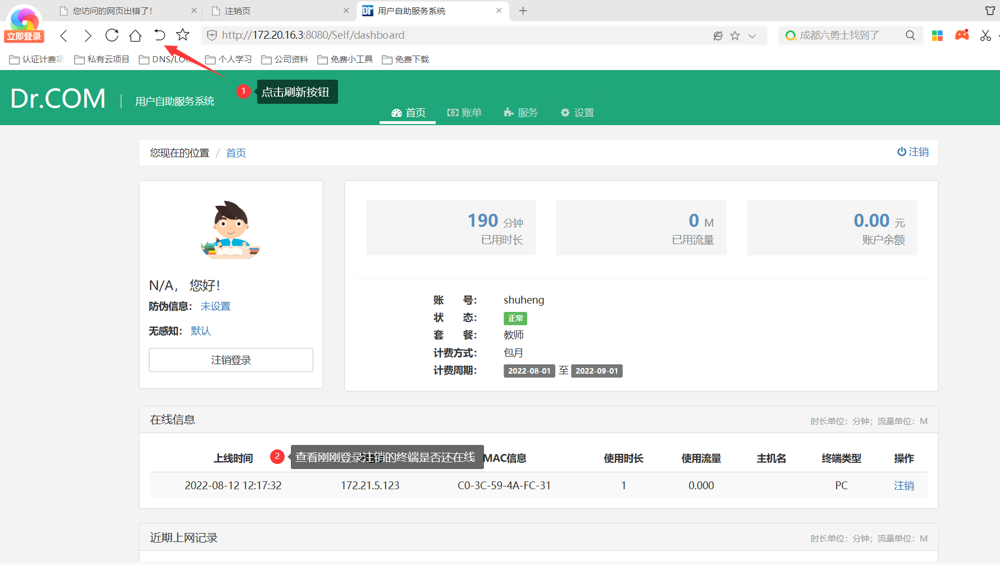 您访问的网页出错了！
注销页
用户自助服务系统
立即登录
http://172.20.16.3:8080/Self/dashboard
成都六勇士找到了
认证计费项
私有云项目
DNS/LO
个人学习
公司资料
免费小工具
免费下载
Dr.COM
用户自助服务系统
1
点击刷新按钮
首页
账单
服务
设置
您现在的位置 / 首页
注销
190 分钟
已用时长
0 M
已用流量
0.00 元
账户余额
N/A， 您好！
防伪信息： 未设置
无感知： 默认
注销登录
账 号： shuheng
状 态： 正常
套 餐： 教师
计费方式： 包月
计费周期： 2022-08-01 至 2022-09-01
在线信息
时长单位：分钟；流量单位：M
上线时间
2
查看刚刚登录注销的终端是否还在线
MAC信息
使用时长
使用流量
主机名
终端类型
操作
2022-08-12 12:17:32 172.21.5.123 C0-3C-59-4A-FC-31 1 0.000 PC 注销
近期上网记录
时长单位：分钟；流量单位：M